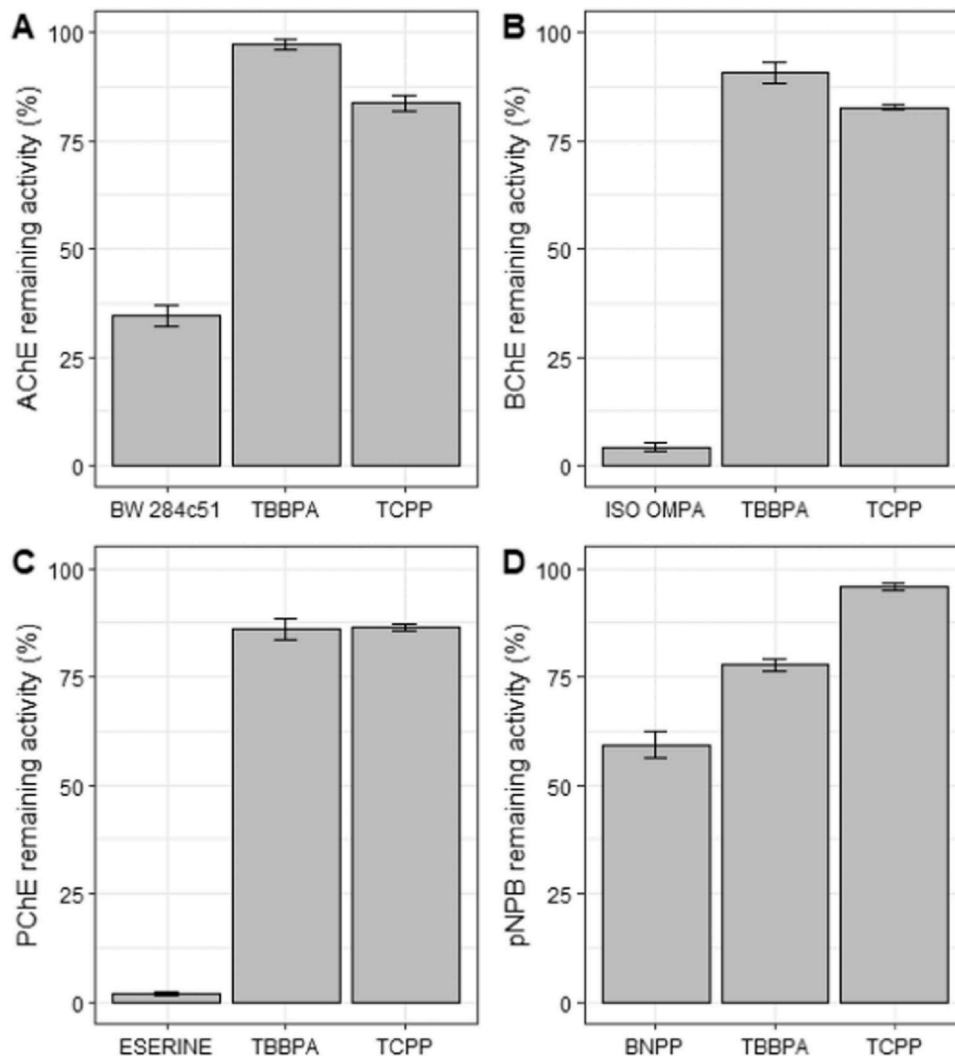 A
AChE remaining activity (%)
100
75
50
25
0
BW 284c51 TBBPA TCPP
B
BChE remaining activity (%)
100
75
50
25
0
ISO OMPA TBBPA TCPP
C
PChE remaining activity (%)
100
75
50
25
0
ESERINE TBBPA TCPP
D
pNPB remaining activity (%)
100
75
50
25
0
BNPP TBBPA TCPP